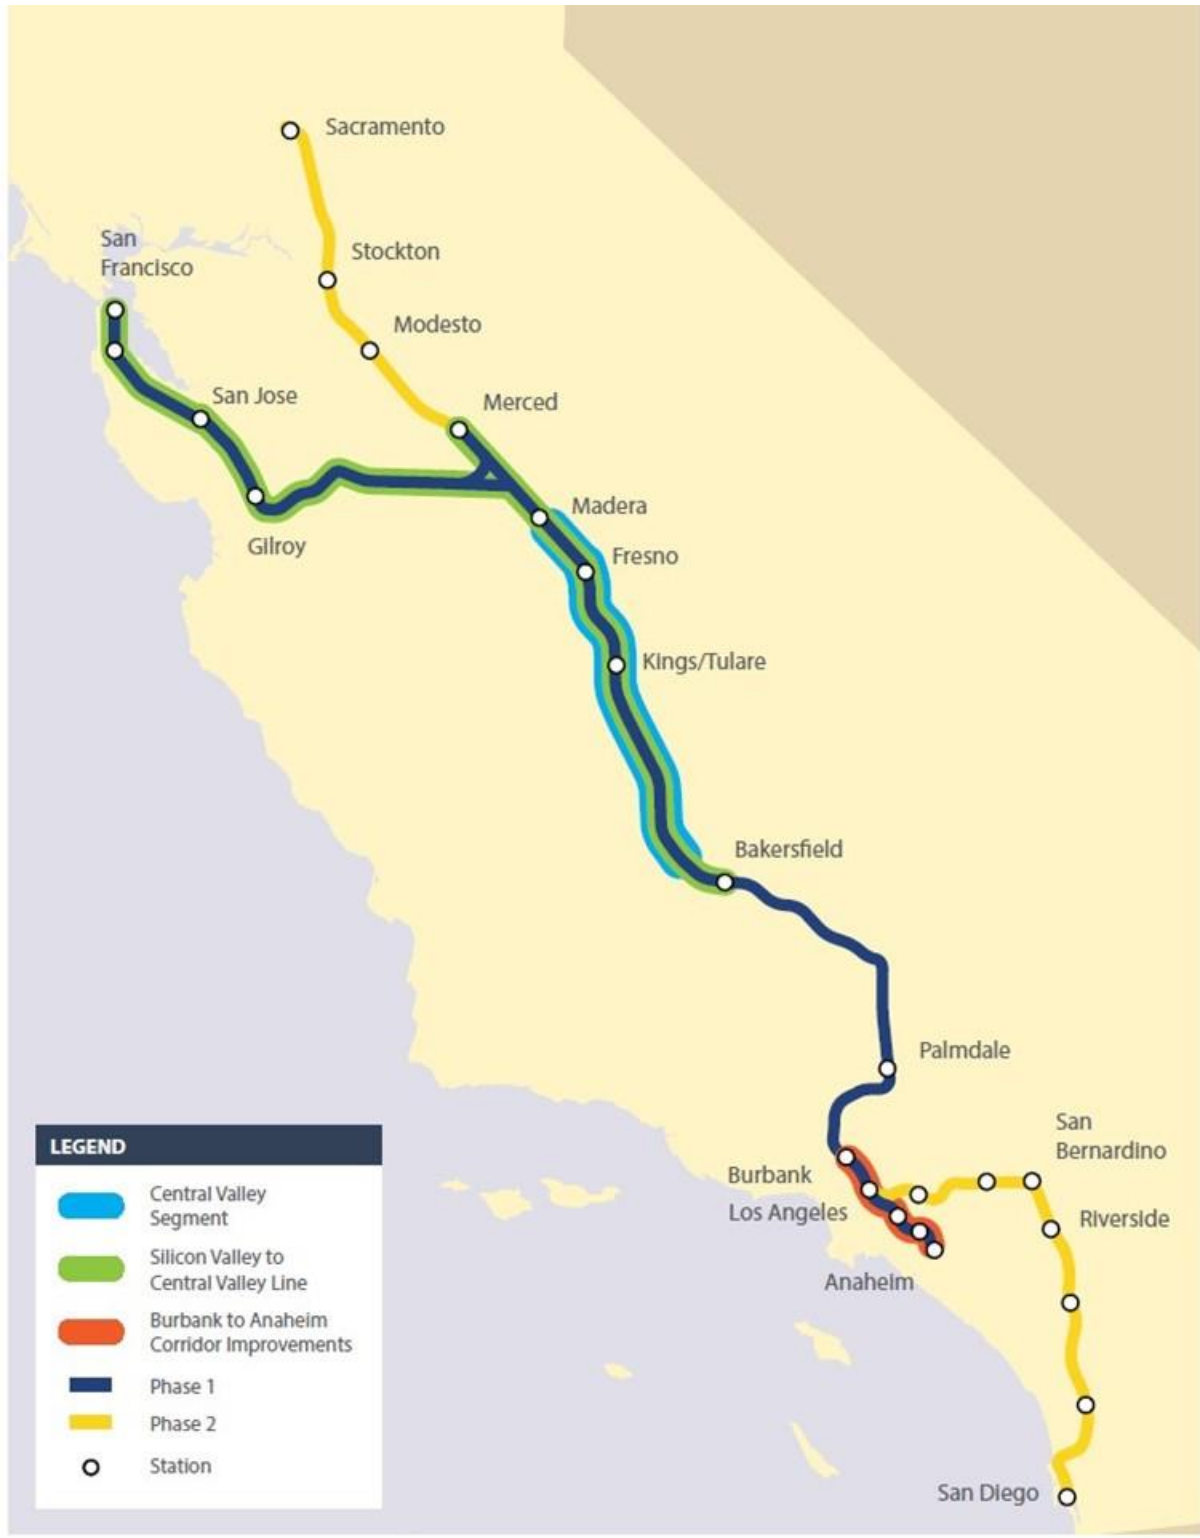 Sacramento
San
Francisco
Stockton
Modesto
San Jose
Merced
Madera
Gilroy
Fresno
Kings/Tulare
Bakersfield
Palmdale
San
Bernardino
Burbank
Los Angeles
Riverside
Anaheim
San Diego
LEGEND
Central Valley
Segment
Silicon Valley to
Central Valley Line
Burbank to Anaheim
Corridor Improvements
Phase 1
Phase 2
Station